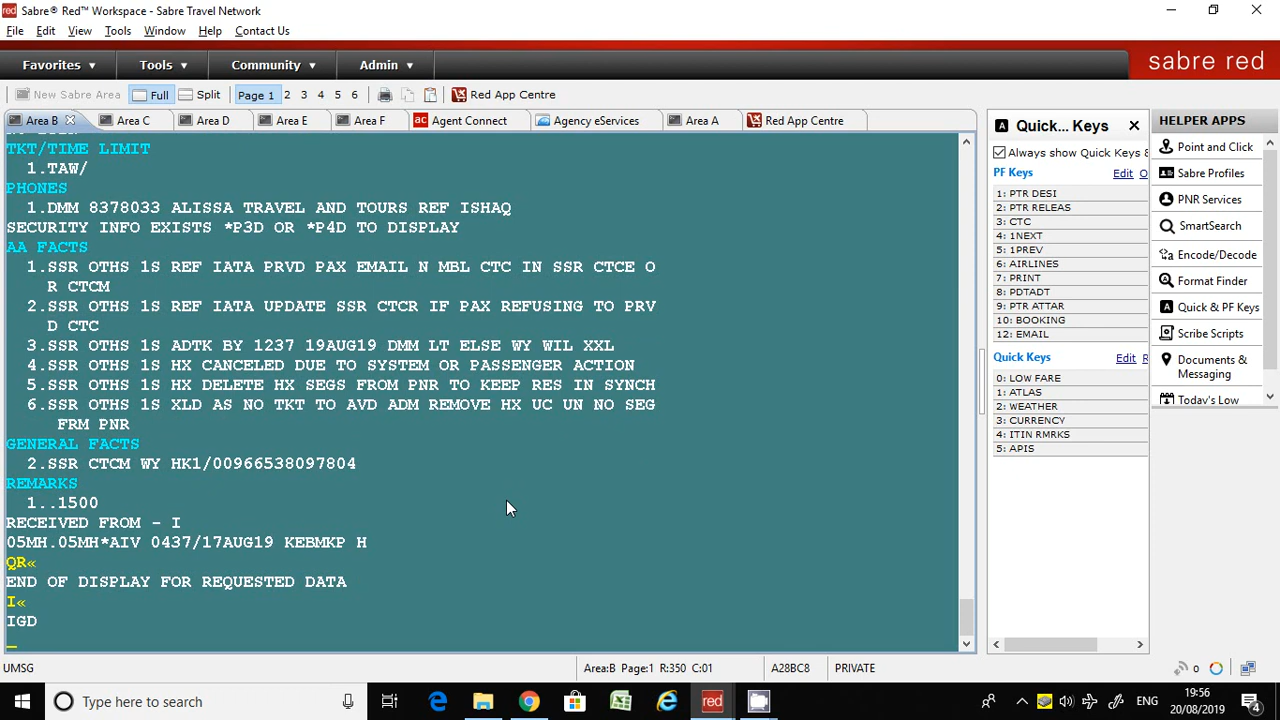 Sabre® Red™ Workspace - Sabre Travel Network
File Edit View Tools Window Help Contact Us
Favorites Tools Community Admin
sabre red
New Sabre Area Full Split Page 1 2 3 4 5 6 Red App Centre
Area B Area C Area D Area E Area F Agent Connect Agency eServices Area A Red App Centre
TKT/TIME LIMIT
1.TAW/
PHONES
1.DMM 8378033 ALISSA TRAVEL AND TOURS REF ISHAQ
SECURITY INFO EXISTS *P3D OR *P4D TO DISPLAY
AA FACTS
1.SSR OTHS 1S REF IATA PRVD PAX EMAIL N MBL CTC IN SSR CTCE O
R CTCM
2.SSR OTHS 1S REF IATA UPDATE SSR CTCR IF PAX REFUSING TO PRV
D CTC
3.SSR OTHS 1S ADTK BY 1237 19AUG19 DMM LT ELSE WY WIL XXL
4.SSR OTHS 1S HX CANCELED DUE TO SYSTEM OR PASSENGER ACTION
5.SSR OTHS 1S HX DELETE HX SEGS FROM PNR TO KEEP RES IN SYNCH
6.SSR OTHS 1S XLD AS NO TKT TO AVD ADM REMOVE HX UC UN NO SEG
FRM PNR
GENERAL FACTS
2.SSR CTCM WY HK1/00966538097804
REMARKS
1..1500
RECEIVED FROM - I
05MH.05MH*AIV 0437/17AUG19 KEBMKP H
QR«
END OF DISPLAY FOR REQUESTED DATA
I«
IGD
UMSG Area:B Page:1 R:350 C:01 A28BC8 PRIVATE 0
Quick... Keys
Always show Quick Keys &
PF Keys Edit
1: PTR DESI
2: PTR RELEAS
3: CTC
4: 1NEXT
5: 1PREV
6: AIRLINES
7: PRINT
8: PDTADT
9: PTR ATTAR
10: BOOKING
12: EMAIL
Quick Keys Edit
0: LOW FARE
1: ATLAS
2: WEATHER
3: CURRENCY
4: ITIN RMRKS
5: APIS
HELPER APPS
Point and Click
Sabre Profiles
PNR Services
SmartSearch
Encode/Decode
Format Finder
Quick & PF Keys
Scribe Scripts
Documents &
Messaging
Today's Low
Type here to search
ENG
19:56
20/08/2019
4